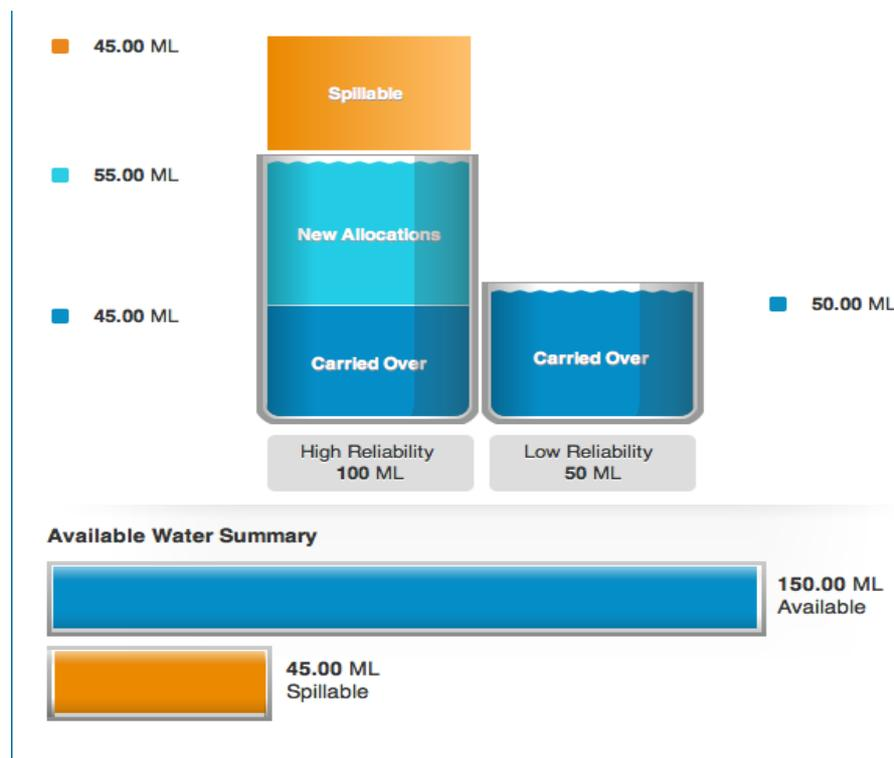 45.00 ML
Spillable
55.00 ML
New Allocations
45.00 ML
50.00 ML
Carried Over
Carried Over
High Reliability
100 ML
Low Reliability
50 ML
Available Water Summary
150.00 ML
Available
45.00 ML
Spillable